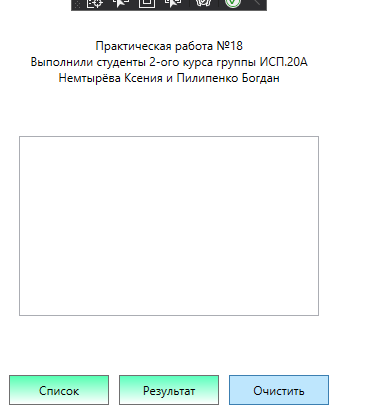 Практическая работа №18
Выполнили студенты 2-ого курса группы ИСП.20А
Немтырёва Ксения и Пилипенко Богдан
Список
Результат
Очистить